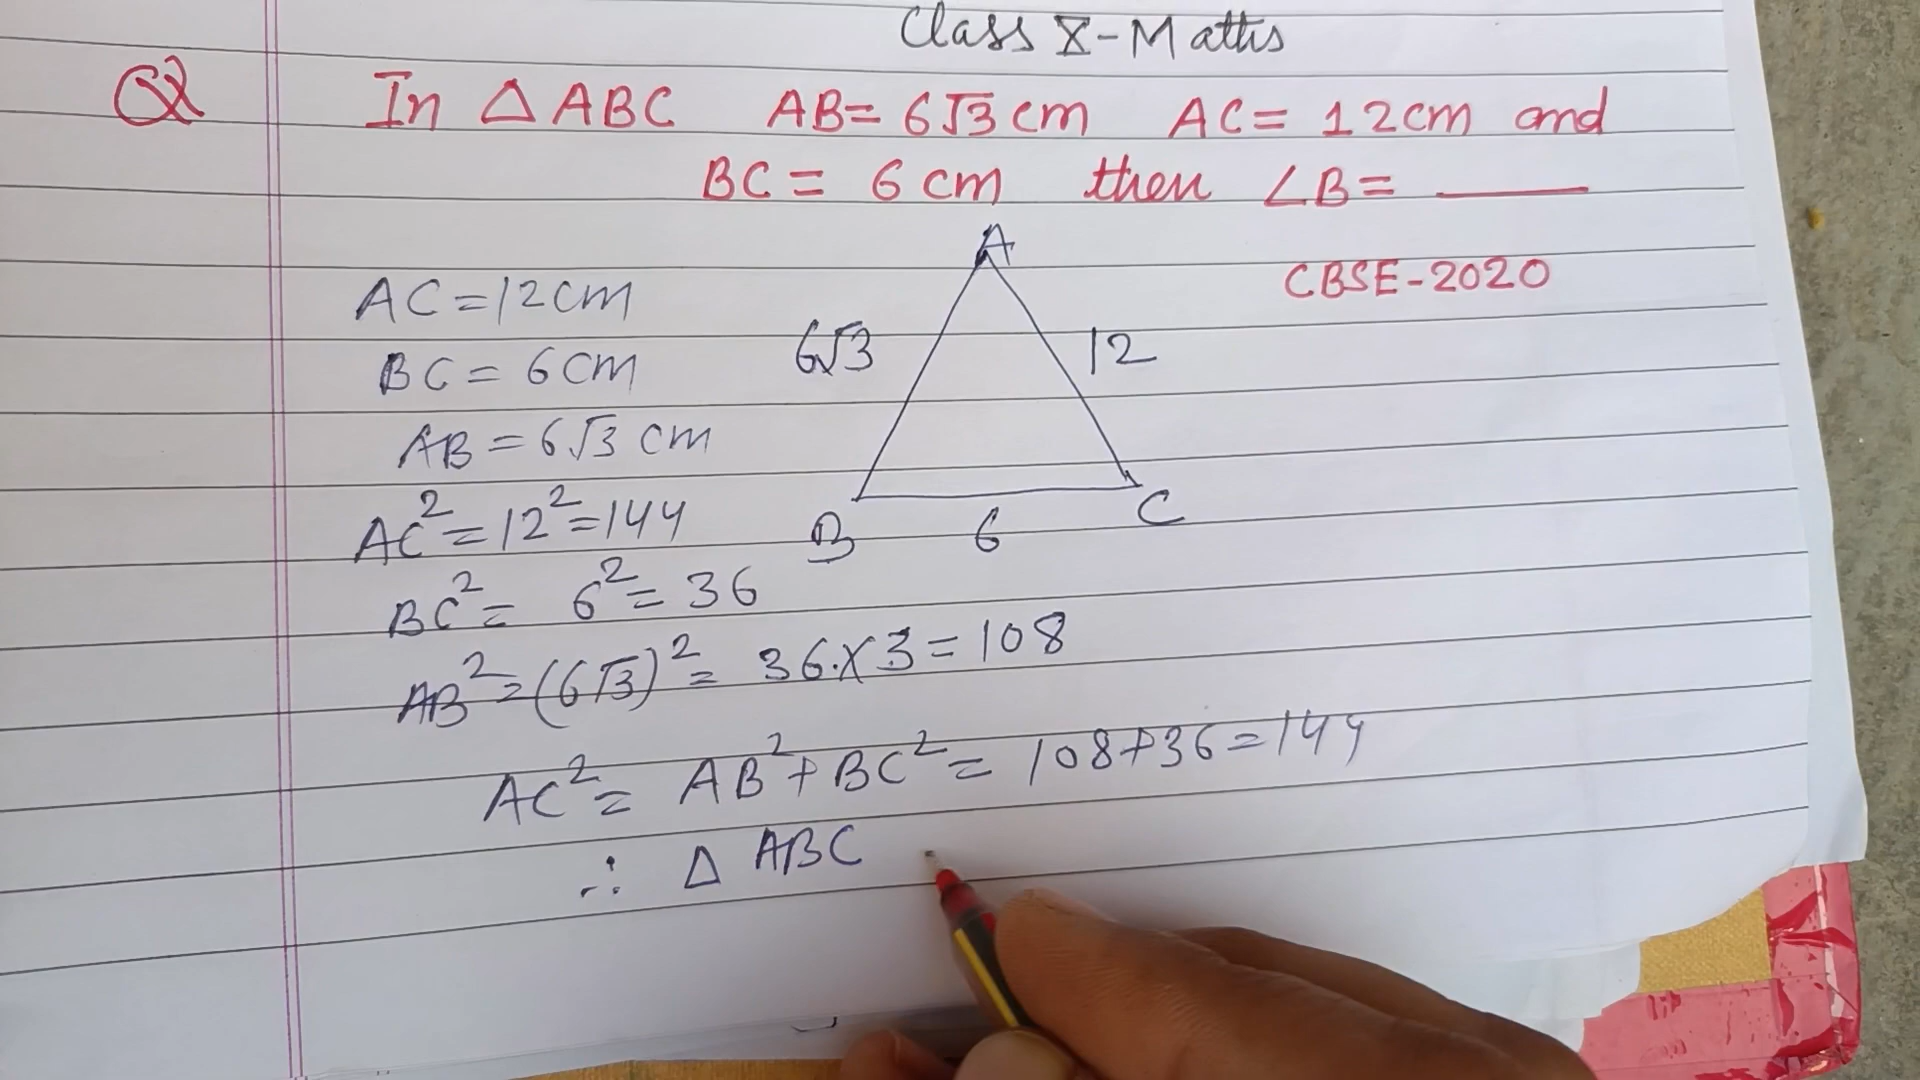 Class X-Maths
Q In △ ABC AB = 6√3 cm AC = 12 cm and
BC = 6 cm then ∠B = ____
CBSE-2020
A
AC = 12 cm
6√3 12
BC = 6 cm
AB = 6√3 cm
B 6 C
AC² = 12² = 144
BC² = 6² = 36
AB² = (6√3)² = 36.×3 = 108
AC² = AB² + BC² = 108+36 = 144
∴ △ ABC